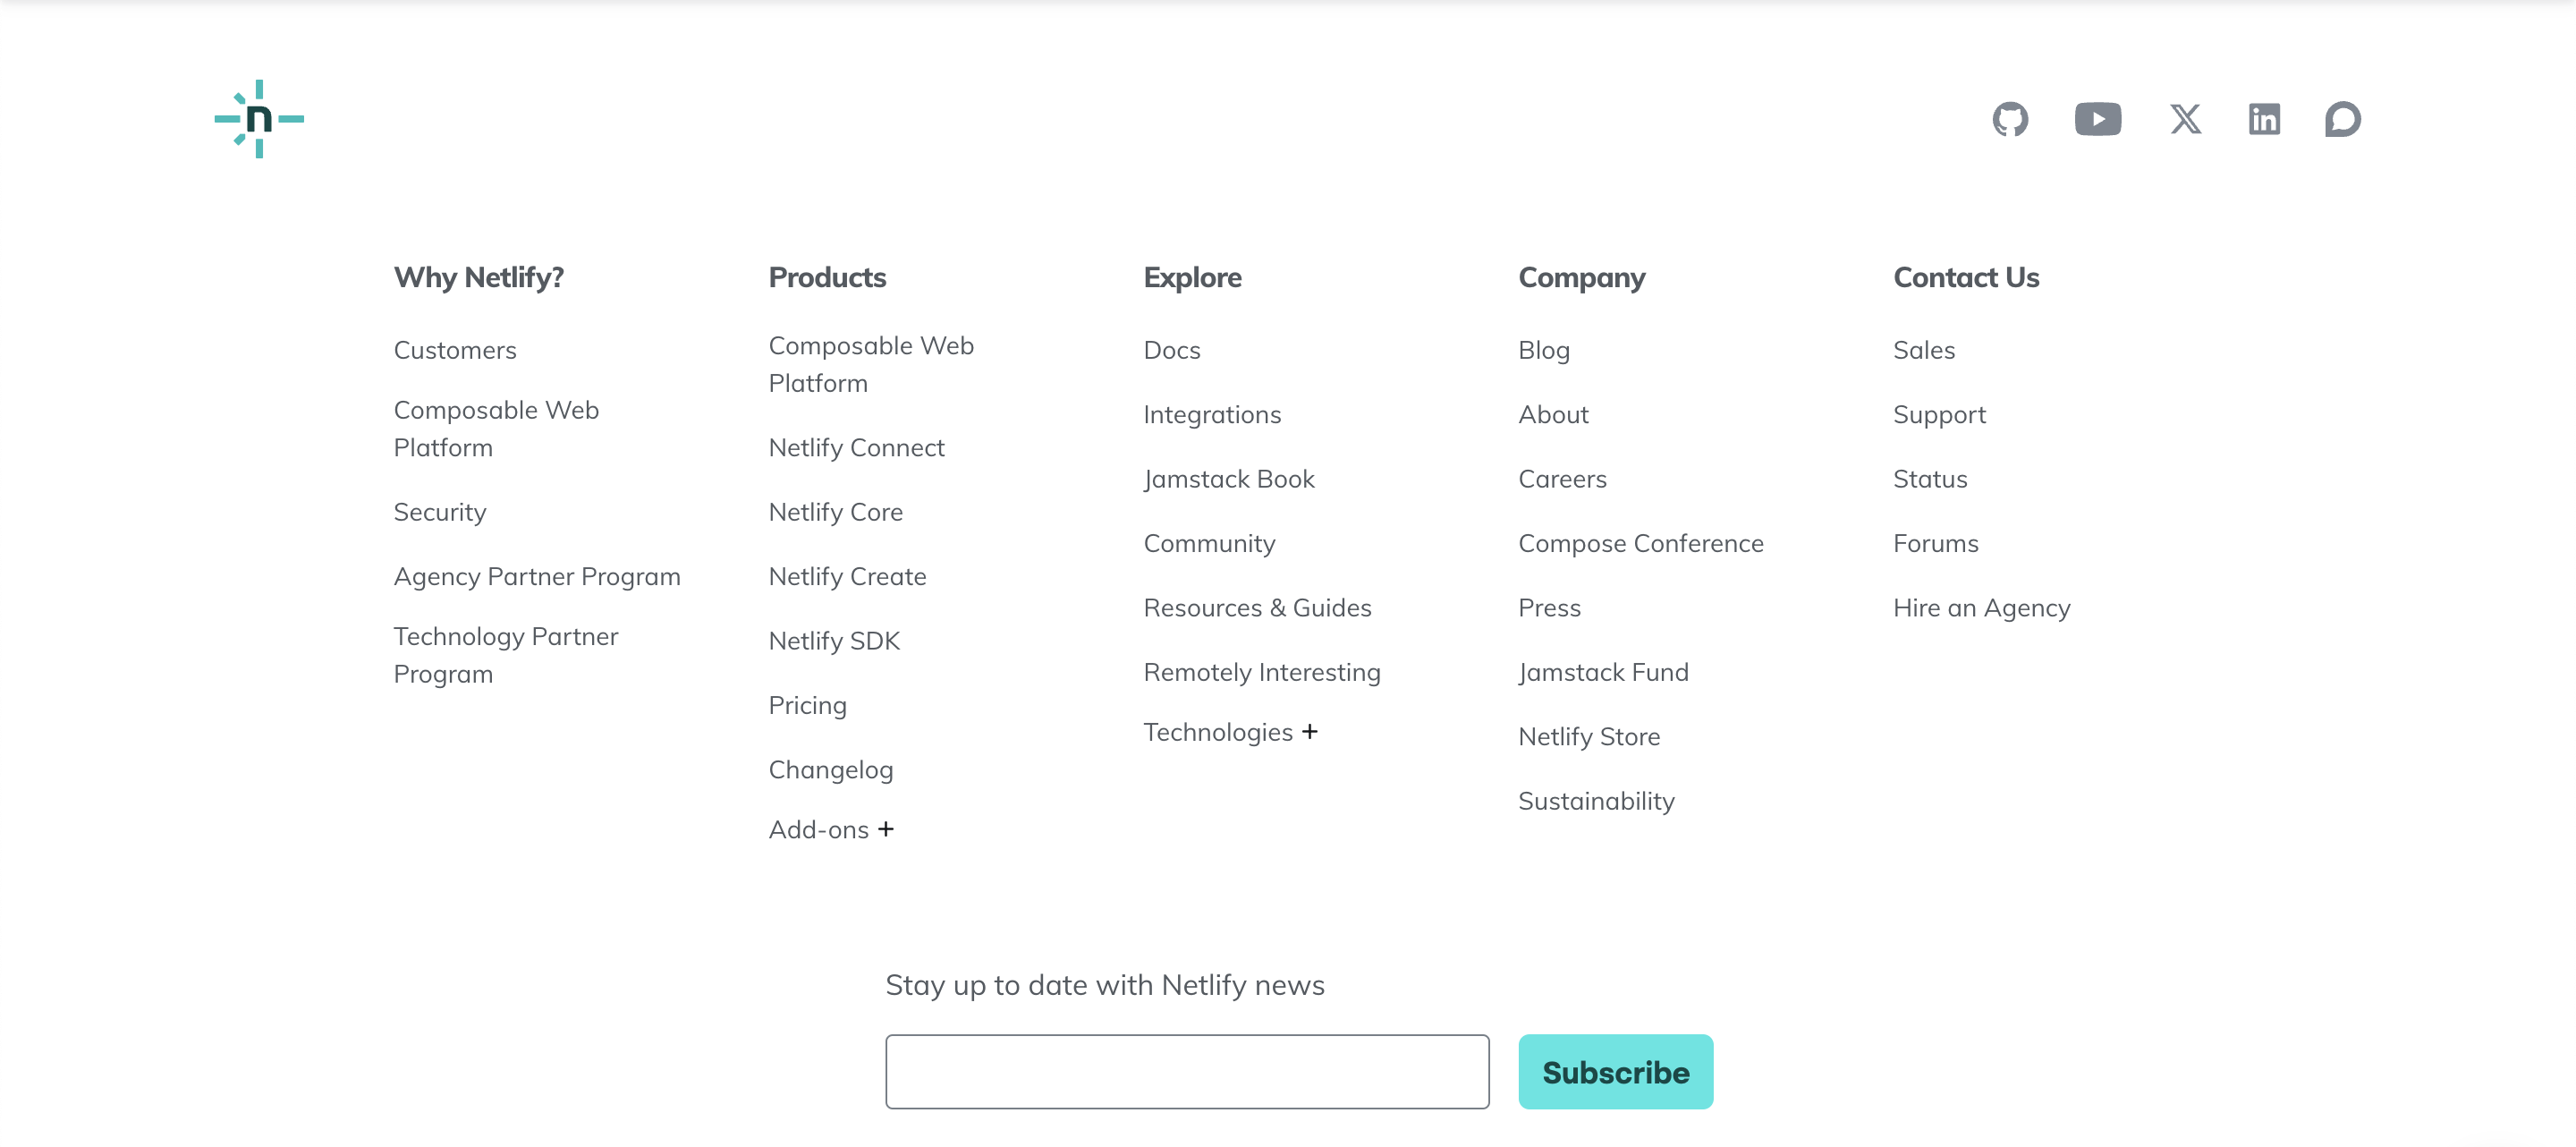 n
Why Netlify?
Customers
Composable Web
Platform
Security
Agency Partner Program
Technology Partner
Program
Products
Composable Web
Platform
Netlify Connect
Netlify Core
Netlify Create
Netlify SDK
Pricing
Changelog
Add-ons +
Explore
Docs
Integrations
Jamstack Book
Community
Resources & Guides
Remotely Interesting
Technologies +
Company
Blog
About
Careers
Compose Conference
Press
Jamstack Fund
Netlify Store
Sustainability
Contact Us
Sales
Support
Status
Forums
Hire an Agency
Stay up to date with Netlify news
Subscribe